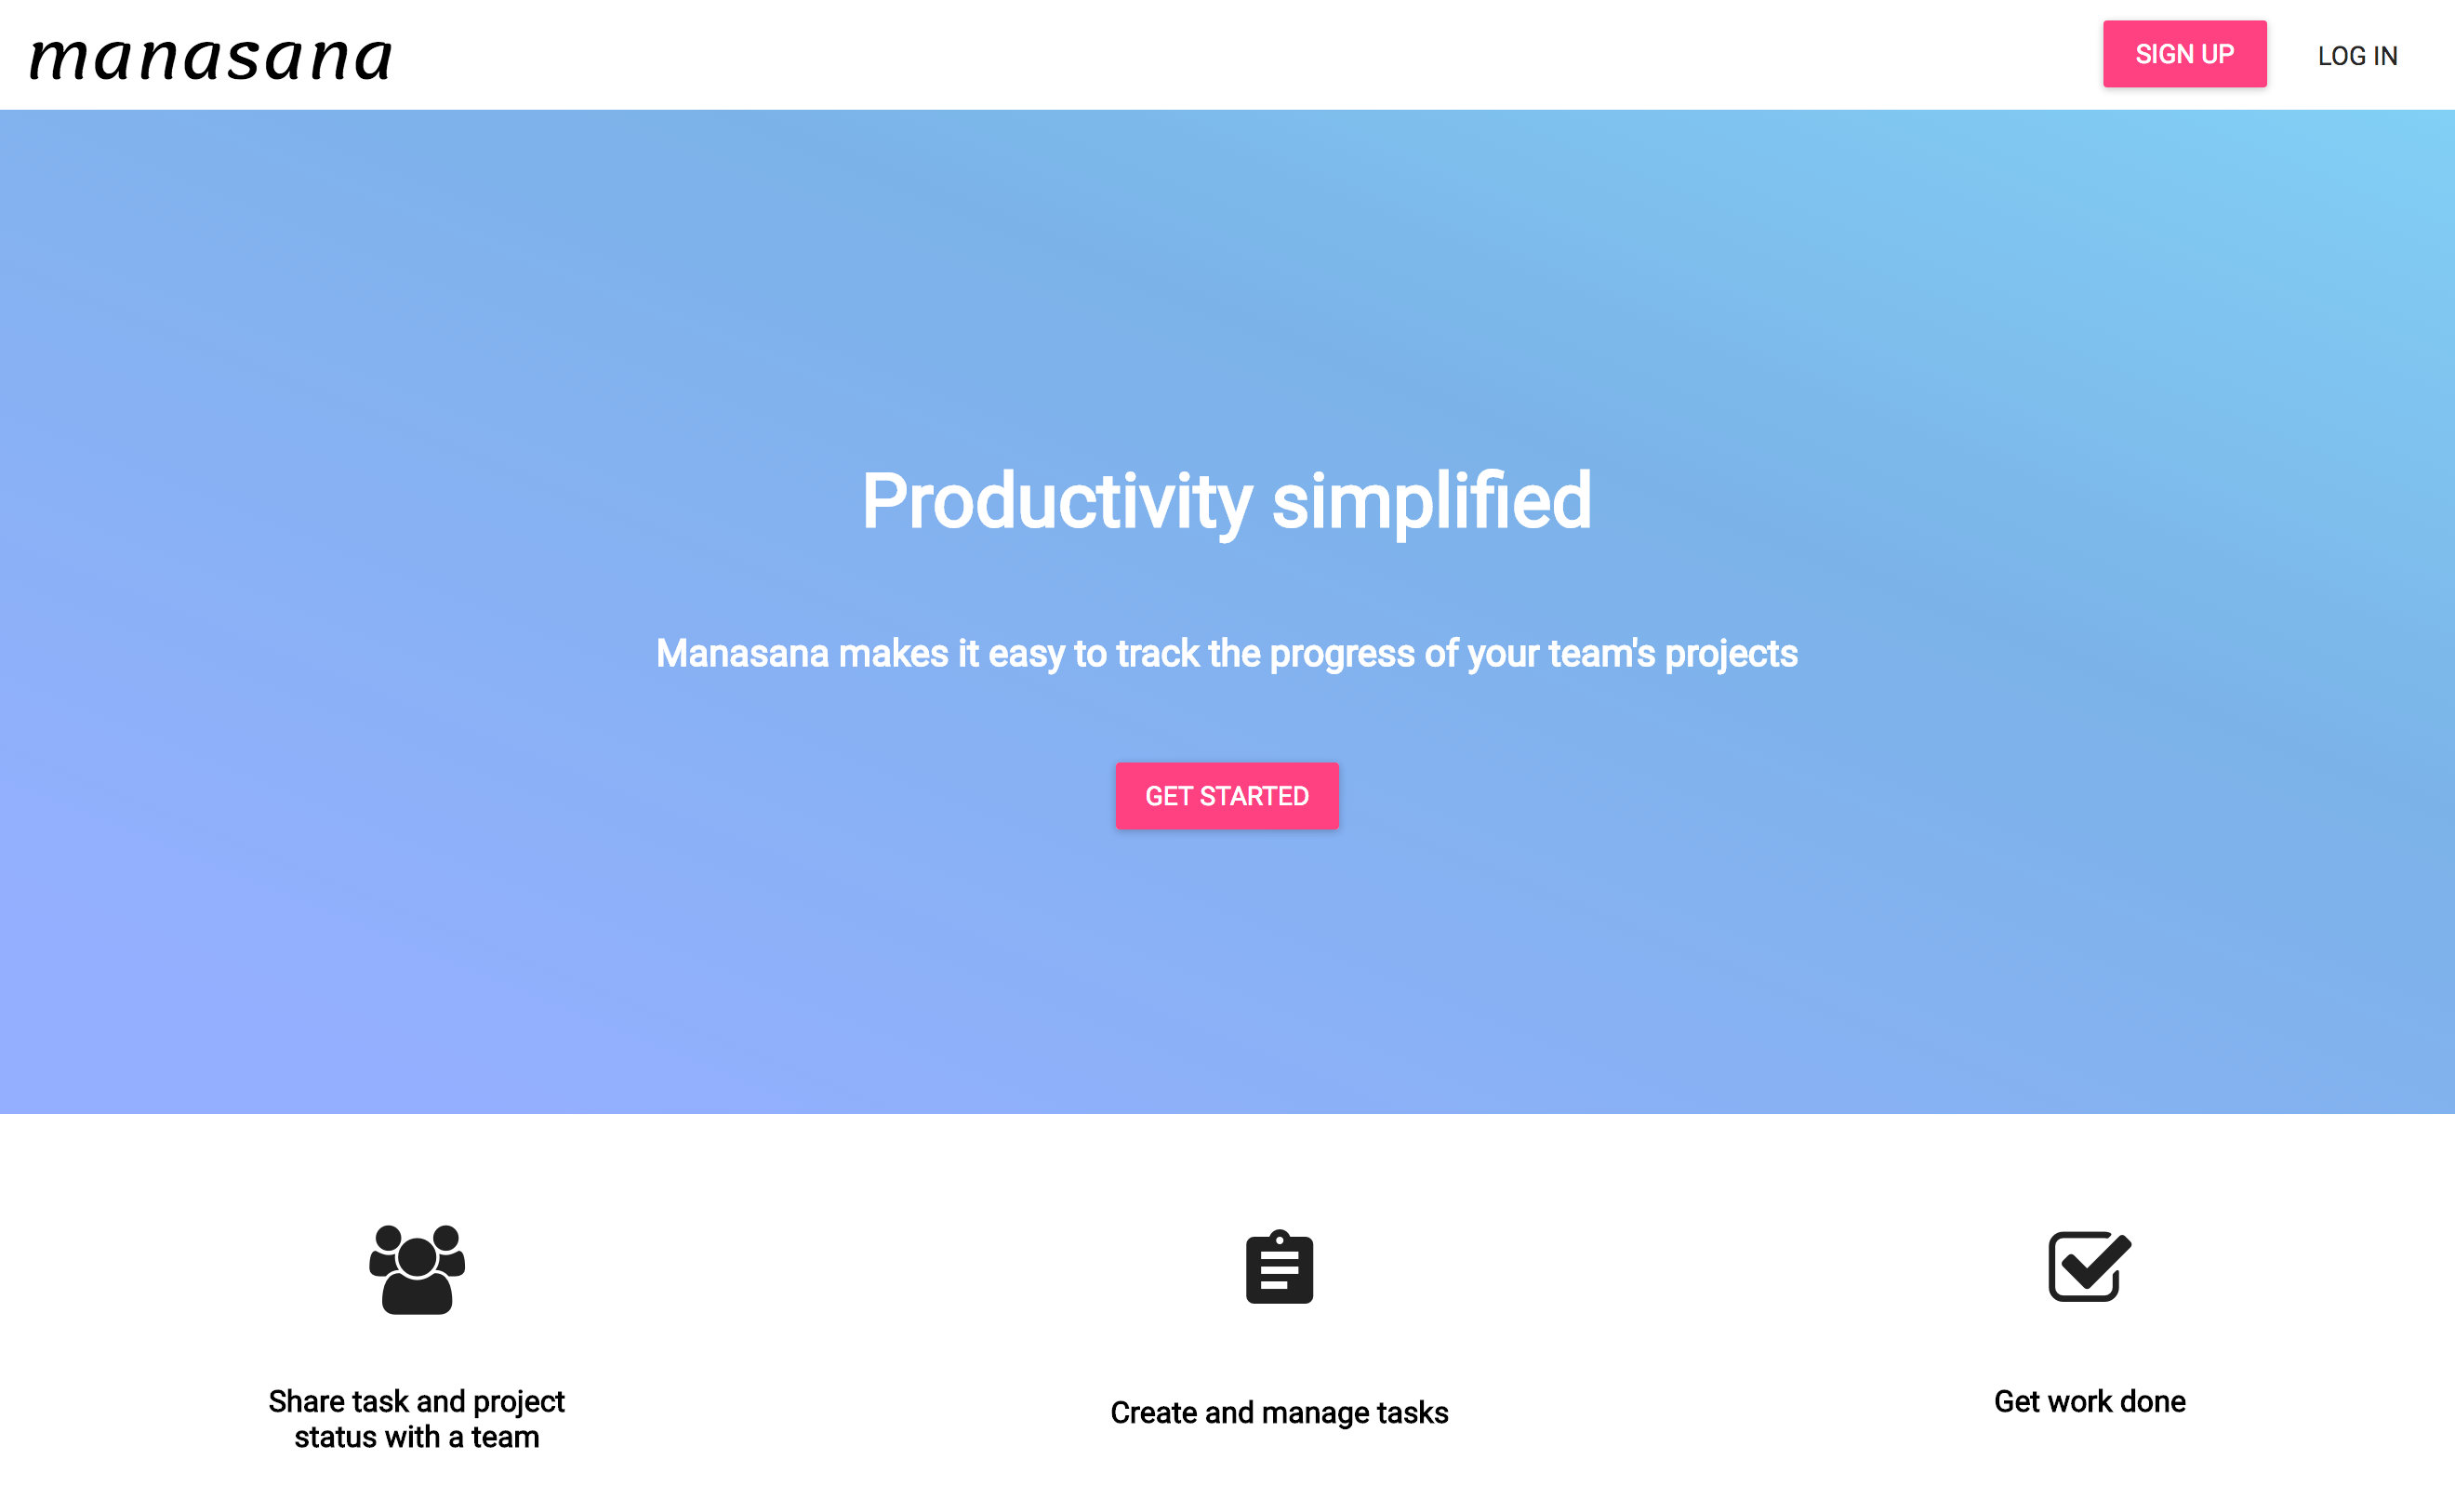 manasana
SIGN UP
LOG IN
Productivity simplified
Manasana makes it easy to track the progress of your team's projects
GET STARTED
Share task and project
status with a team
Create and manage tasks
Get work done